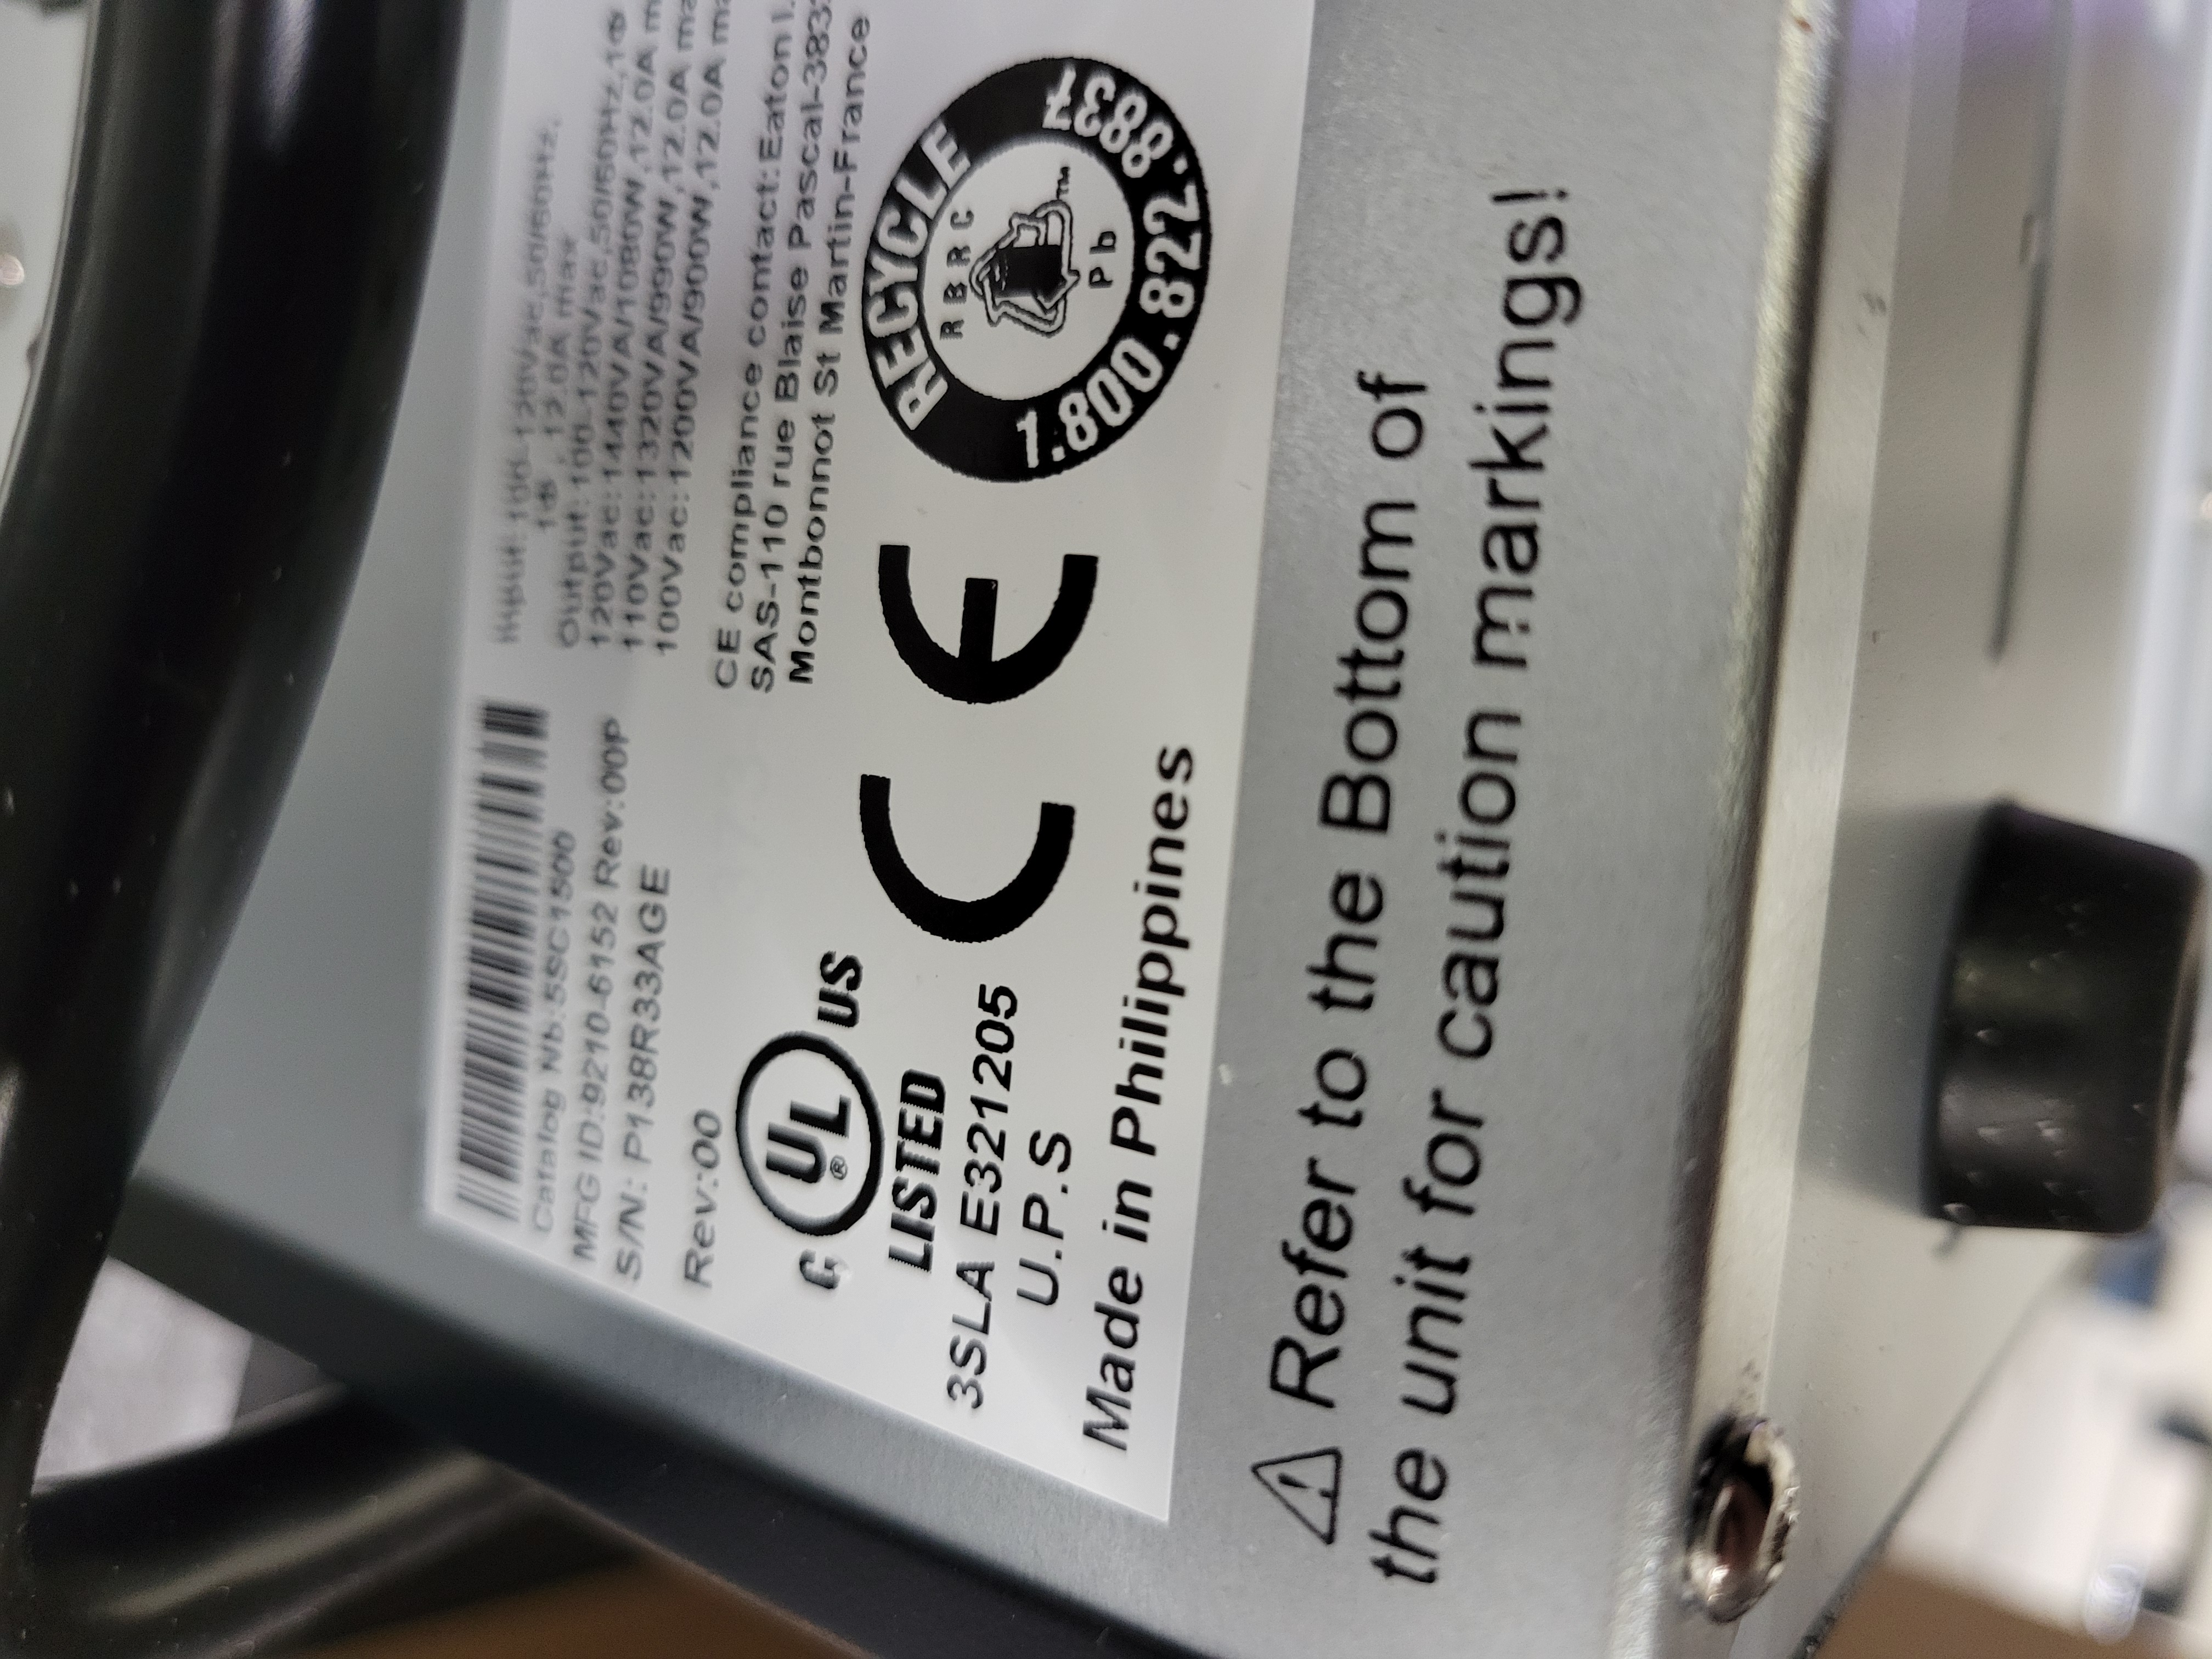 Catalog Nb:5SC1500
MFG ID:9210-6152 Rev:00P
S/N: P138R33AGE
Rev:00
Input:100-120Vac,50/60Hz,
1Φ , 12.0A max
Output:100-120Vac,50/60Hz,1Φ
120Vac:1440VA/1080W,12.0A
110Vac:1320VA/990W,12.0A
100Vac:1200VA/900W,12.0A
CE compliance contact:Eaton I.
SAS-110 rue Blaise Pascal-383
Montbonnot St Martin-France
C UL® US
LISTED
3SLA E321205
U.P.S
Made in Philippines
CE
RECYCLE
RBRC
™
Pb
1.800.822.8837
⚠ Refer to the Bottom of
the unit for caution markings!